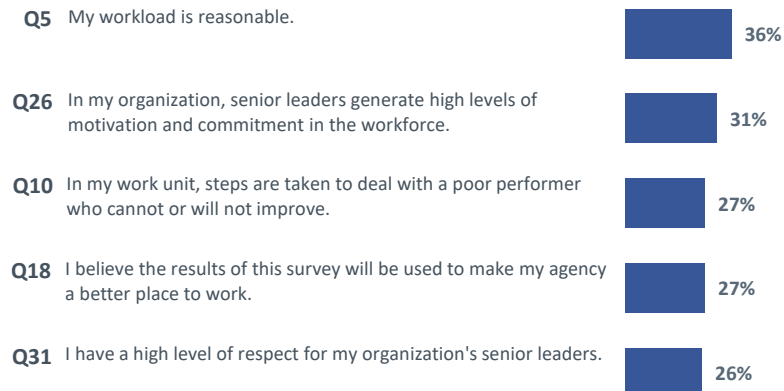 Q5 My workload is reasonable. 36%
Q26 In my organization, senior leaders generate high levels of
motivation and commitment in the workforce. 31%
Q10 In my work unit, steps are taken to deal with a poor performer
who cannot or will not improve. 27%
Q18 I believe the results of this survey will be used to make my agency
a better place to work. 27%
Q31 I have a high level of respect for my organization's senior leaders. 26%